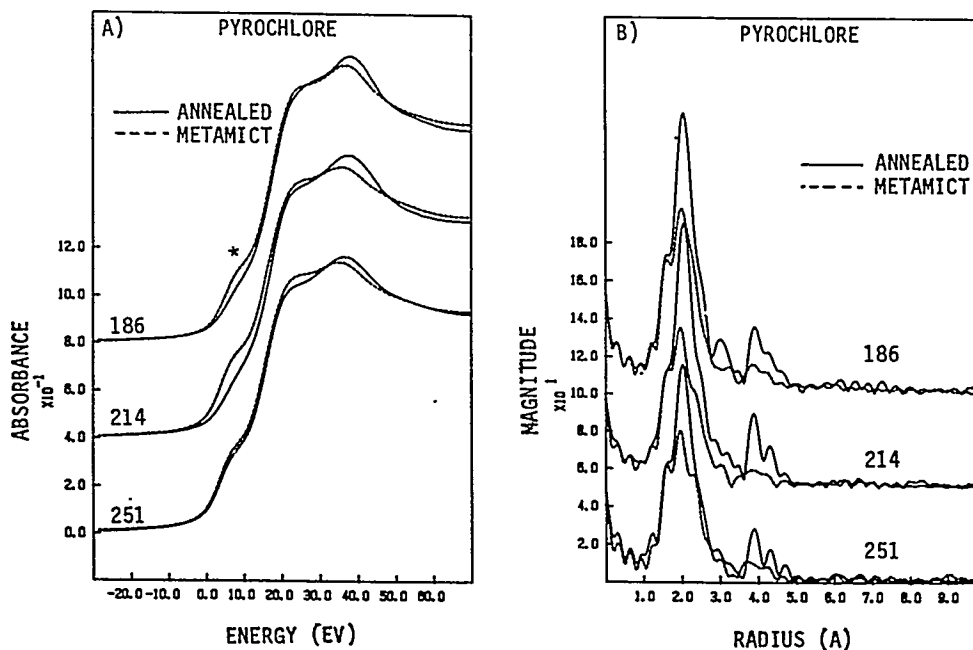 A)
PYROCHLORE
ANNEALED
METAMICT
*
12.0
10.0
186
8.0
6.0
214
4.0
2.0
251
0.0
ABSORBANCE
X10⁻¹
-20.0 -10.0 0.0 10.0 20.0 30.0 40.0 50.0 60.0
ENERGY (EV)
B)
PYROCHLORE
ANNEALED
METAMICT
18.0
16.0
14.0
12.0
186
10.0
8.0
214
6.0
4.0
251
2.0
MAGNITUDE
X10¹
1.0 2.0 3.0 4.0 5.0 6.0 7.0 8.0 9.0
RADIUS (A)